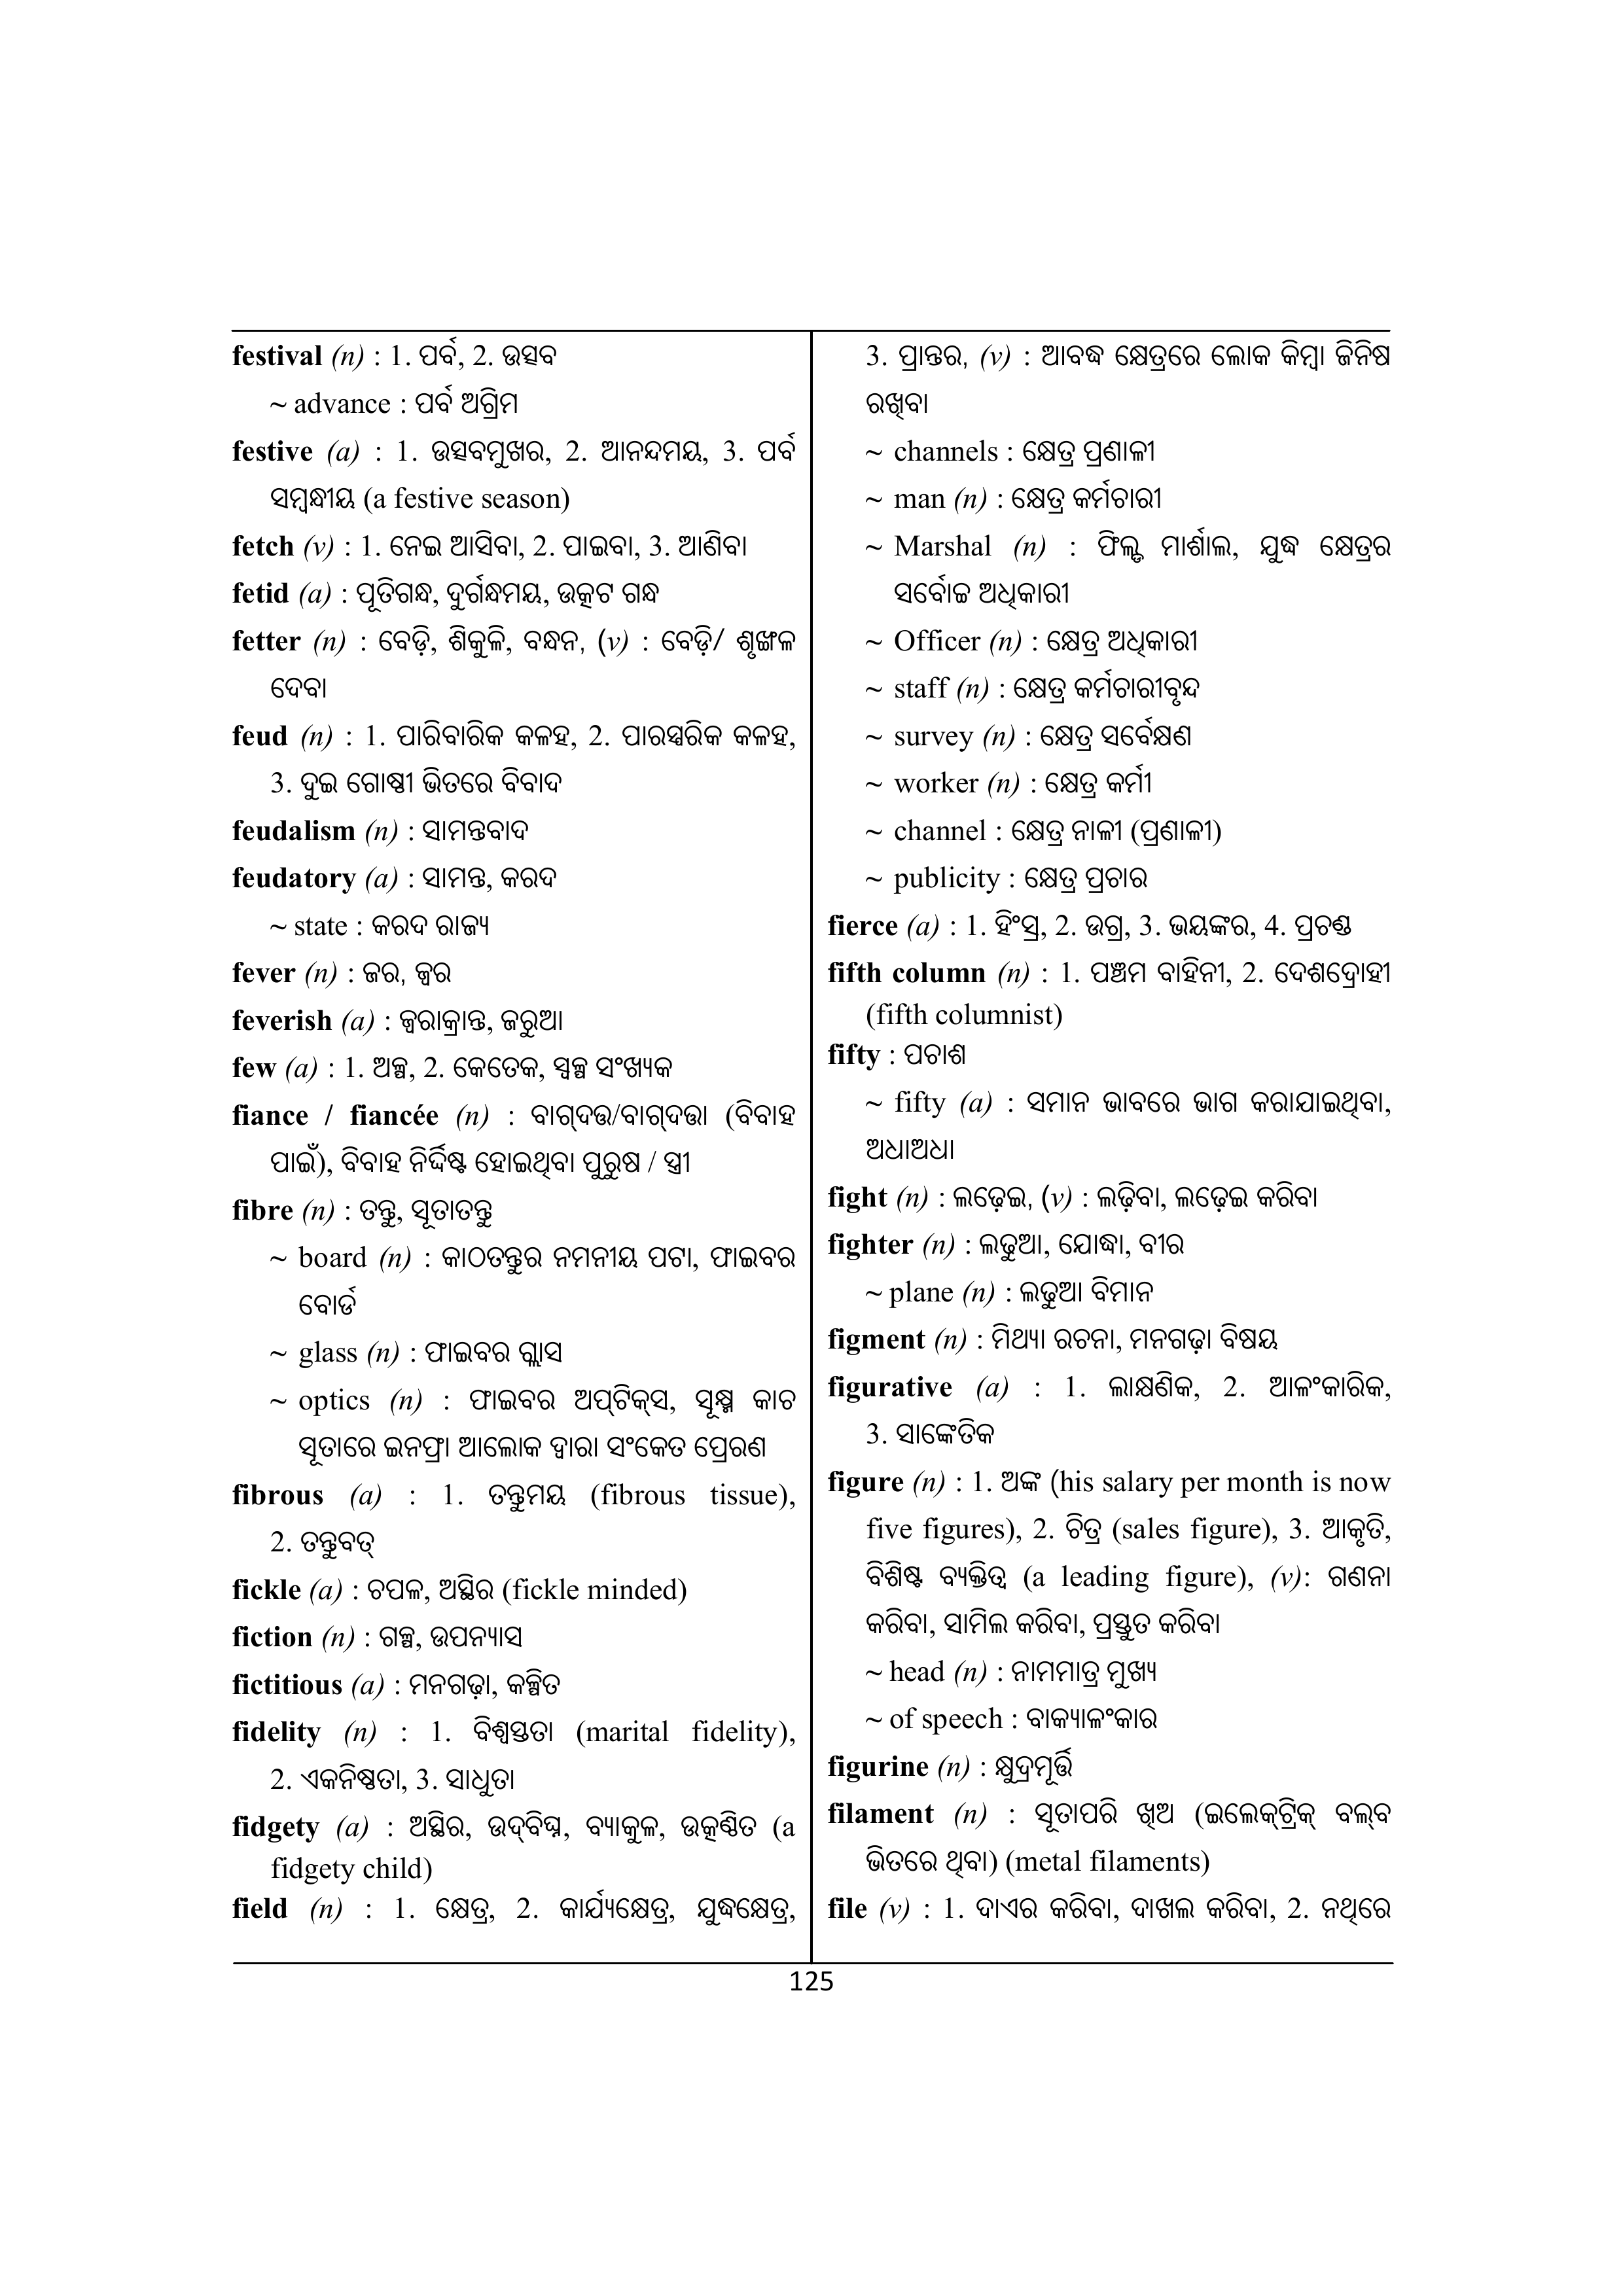 festival (n) : 1. ପର୍ବ, 2. ଉତ୍ସବ
~ advance : ପର୍ବ ଅଗ୍ରିମ
festive (a) : 1. ଉତ୍ସବମୁଖର, 2. ଆନନ୍ଦମୟ, 3. ପର୍ବ
ସମ୍ବନ୍ଧୀୟ (a festive season)
fetch (v) : 1. ନେଇ ଆସିବା, 2. ପାଇବା, 3. ଆଣିବା
fetid (a) : ପୂତିଗନ୍ଧ, ଦୁର୍ଗନ୍ଧମୟ, ଉତ୍କଟ ଗନ୍ଧ
fetter (n) : ବେଡ଼ି, ଶିକୁଳି, ବନ୍ଧନ, (v) : ବେଡ଼ି/ ଶୃଙ୍ଖଳ
ଦେବା
feud (n) : 1. ପାରିବାରିକ କଳହ, 2. ପାରସ୍ପରିକ କଳହ,
3. ଦୁଇ ଗୋଷ୍ଠୀ ଭିତରେ ବିବାଦ
feudalism (n) : ସାମନ୍ତବାଦ
feudatory (a) : ସାମନ୍ତ, କରଦ
~ state : କରଦ ରାଜ୍ୟ
fever (n) : ଜର, ଜ୍ୱର
feverish (a) : ଜ୍ୱରାକ୍ରାନ୍ତ, ଜରୁଆ
few (a) : 1. ଅଳ୍ପ, 2. କେତେକ, ସ୍ୱଳ୍ପ ସଂଖ୍ୟକ
fiance / fiancée (n) : ବାଗ୍‌ଦତ୍ତ/ବାଗ୍‌ଦତ୍ତା (ବିବାହ
ପାଇଁ), ବିବାହ ନିର୍ଦ୍ଦିଷ୍ଟ ହୋଇଥିବା ପୁରୁଷ / ସ୍ତ୍ରୀ
fibre (n) : ତନ୍ତୁ, ସୂତାତନ୍ତୁ
~ board (n) : କାଠତନ୍ତୁର ନମନୀୟ ପଟା, ଫାଇବର
ବୋର୍ଡ
~ glass (n) : ଫାଇବର ଗ୍ଲାସ
~ optics (n) : ଫାଇବର ଅପ୍‌ଟିକ୍‌ସ, ସୂକ୍ଷ୍ମ କାଚ
ସୂତାରେ ଇନଫ୍ରା ଆଲୋକ ଦ୍ୱାରା ସଂକେତ ପ୍ରେରଣ
fibrous (a) : 1. ତନ୍ତୁମୟ (fibrous tissue),
2. ତନ୍ତୁବତ୍
fickle (a) : ଚପଳ, ଅସ୍ଥିର (fickle minded)
fiction (n) : ଗଳ୍ପ, ଉପନ୍ୟାସ
fictitious (a) : ମନଗଢ଼ା, କଳ୍ପିତ
fidelity (n) : 1. ବିଶ୍ୱସ୍ତତା (marital fidelity),
2. ଏକନିଷ୍ଠତା, 3. ସାଧୁତା
fidgety (a) : ଅସ୍ଥିର, ଉଦ୍‌ବିଘ୍ନ, ବ୍ୟାକୁଳ, ଉତ୍କଣ୍ଠିତ (a
fidgety child)
field (n) : 1. କ୍ଷେତ୍ର, 2. କାର୍ଯ୍ୟକ୍ଷେତ୍ର, ଯୁଦ୍ଧକ୍ଷେତ୍ର,
3. ପ୍ରାନ୍ତର, (v) : ଆବଦ୍ଧ କ୍ଷେତ୍ରରେ ଲୋକ କିମ୍ବା ଜିନିଷ
ରଖିବା
~ channels : କ୍ଷେତ୍ର ପ୍ରଣାଳୀ
~ man (n) : କ୍ଷେତ୍ର କର୍ମଚାରୀ
~ Marshal (n) : ଫିଲ୍ଡ ମାର୍ଶାଲ, ଯୁଦ୍ଧ କ୍ଷେତ୍ରର
ସର୍ବୋଚ୍ଚ ଅଧିକାରୀ
~ Officer (n) : କ୍ଷେତ୍ର ଅଧିକାରୀ
~ staff (n) : କ୍ଷେତ୍ର କର୍ମଚାରୀବୃନ୍ଦ
~ survey (n) : କ୍ଷେତ୍ର ସର୍ବେକ୍ଷଣ
~ worker (n) : କ୍ଷେତ୍ର କର୍ମୀ
~ channel : କ୍ଷେତ୍ର ନାଳୀ (ପ୍ରଣାଳୀ)
~ publicity : କ୍ଷେତ୍ର ପ୍ରଚାର
fierce (a) : 1. ହିଂସ୍ର, 2. ଉଗ୍ର, 3. ଭୟଙ୍କର, 4. ପ୍ରଚଣ୍ଡ
fifth column (n) : 1. ପଞ୍ଚମ ବାହିନୀ, 2. ଦେଶଦ୍ରୋହୀ
(fifth columnist)
fifty : ପଚାଶ
~ fifty (a) : ସମାନ ଭାବରେ ଭାଗ କରାଯାଇଥିବା,
ଅଧାଅଧା
fight (n) : ଲଢ଼େଇ, (v) : ଲଢ଼ିବା, ଲଢ଼େଇ କରିବା
fighter (n) : ଲଢୁଆ, ଯୋଦ୍ଧା, ବୀର
~ plane (n) : ଲଢୁଆ ବିମାନ
figment (n) : ମିଥ୍ୟା ରଚନା, ମନଗଢ଼ା ବିଷୟ
figurative (a) : 1. ଲାକ୍ଷଣିକ, 2. ଆଳଂକାରିକ,
3. ସାଙ୍କେତିକ
figure (n) : 1. ଅଙ୍କ (his salary per month is now
five figures), 2. ଚିତ୍ର (sales figure), 3. ଆକୃତି,
ବିଶିଷ୍ଟ ବ୍ୟକ୍ତିତ୍ୱ (a leading figure), (v): ଗଣନା
କରିବା, ସାମିଲ କରିବା, ପ୍ରସ୍ତୁତ କରିବା
~ head (n) : ନାମମାତ୍ର ମୁଖ୍ୟ
~ of speech : ବାକ୍ୟାଳଂକାର
figurine (n) : କ୍ଷୁଦ୍ରମୂର୍ତ୍ତି
filament (n) : ସୂତାପରି ଖିଅ (ଇଲେକ୍‌ଟ୍ରିକ୍ ବଲ୍‌ବ
ଭିତରେ ଥିବା) (metal filaments)
file (v) : 1. ଦାଏର କରିବା, ଦାଖଲ କରିବା, 2. ନଥିରେ
125